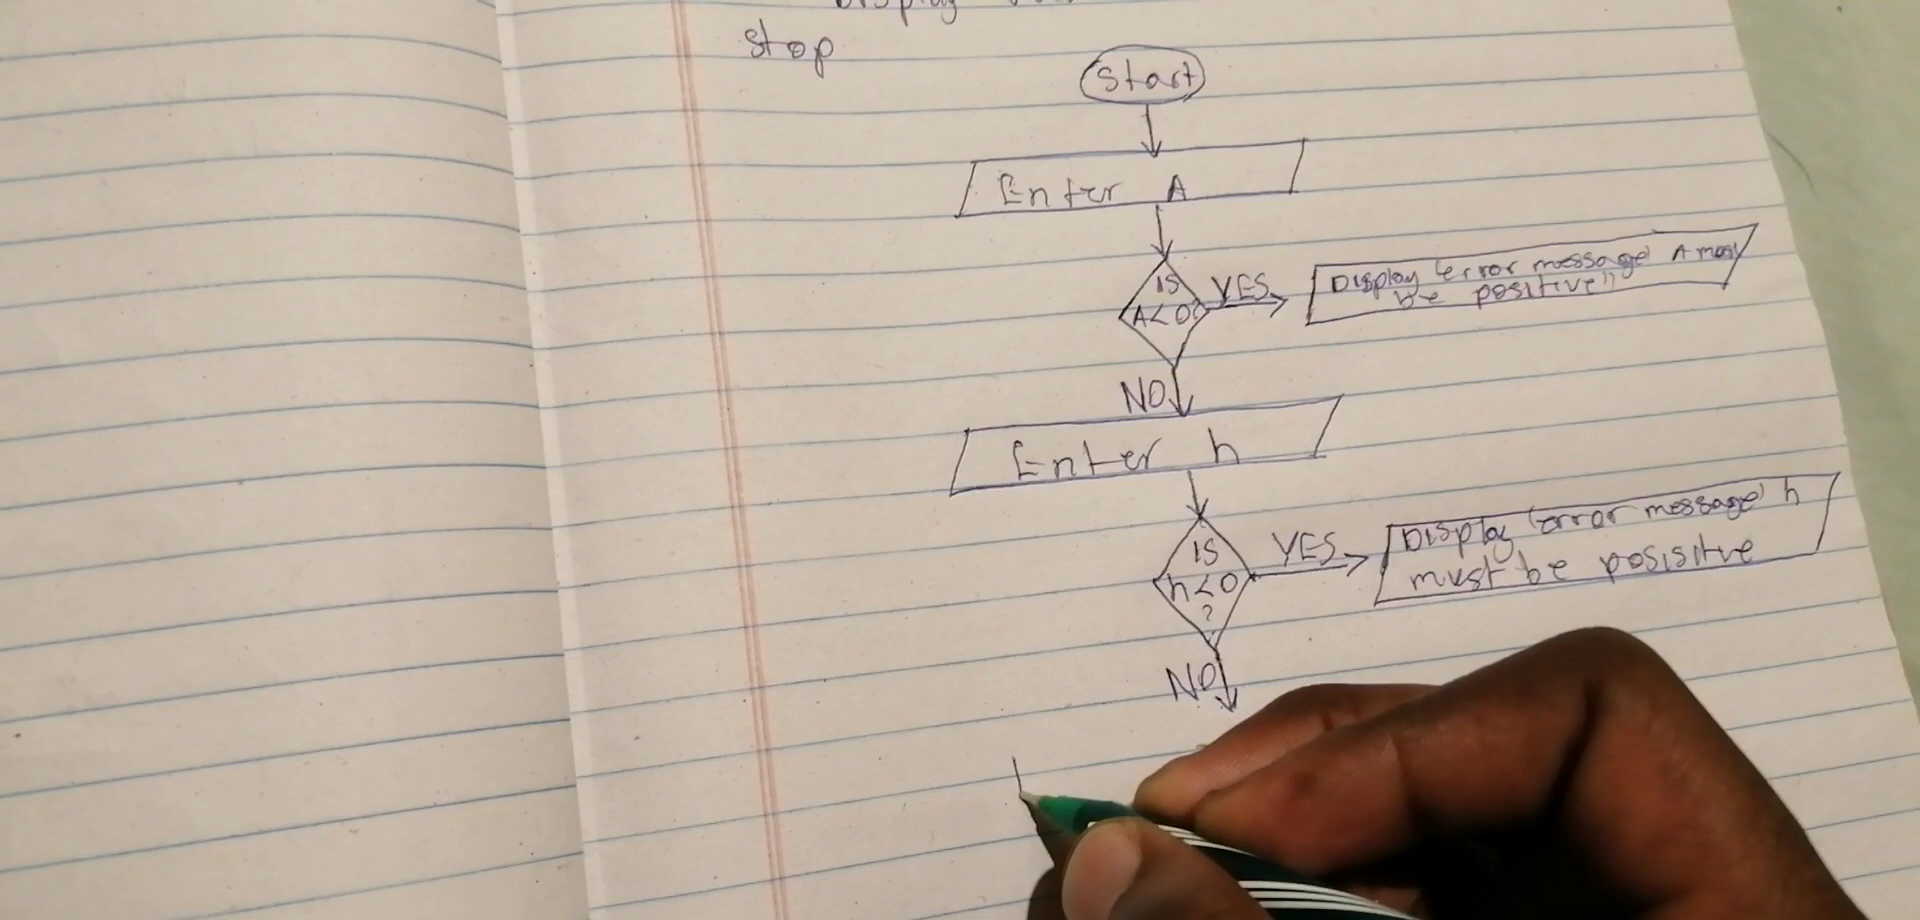 Display
Stop
Start
Enter A
IS
A<0?
YES
Display (error message) A must
be positive"
NO
Enter h
IS
h<0
?
YES
Display (error message) h
must be posisitve
NO